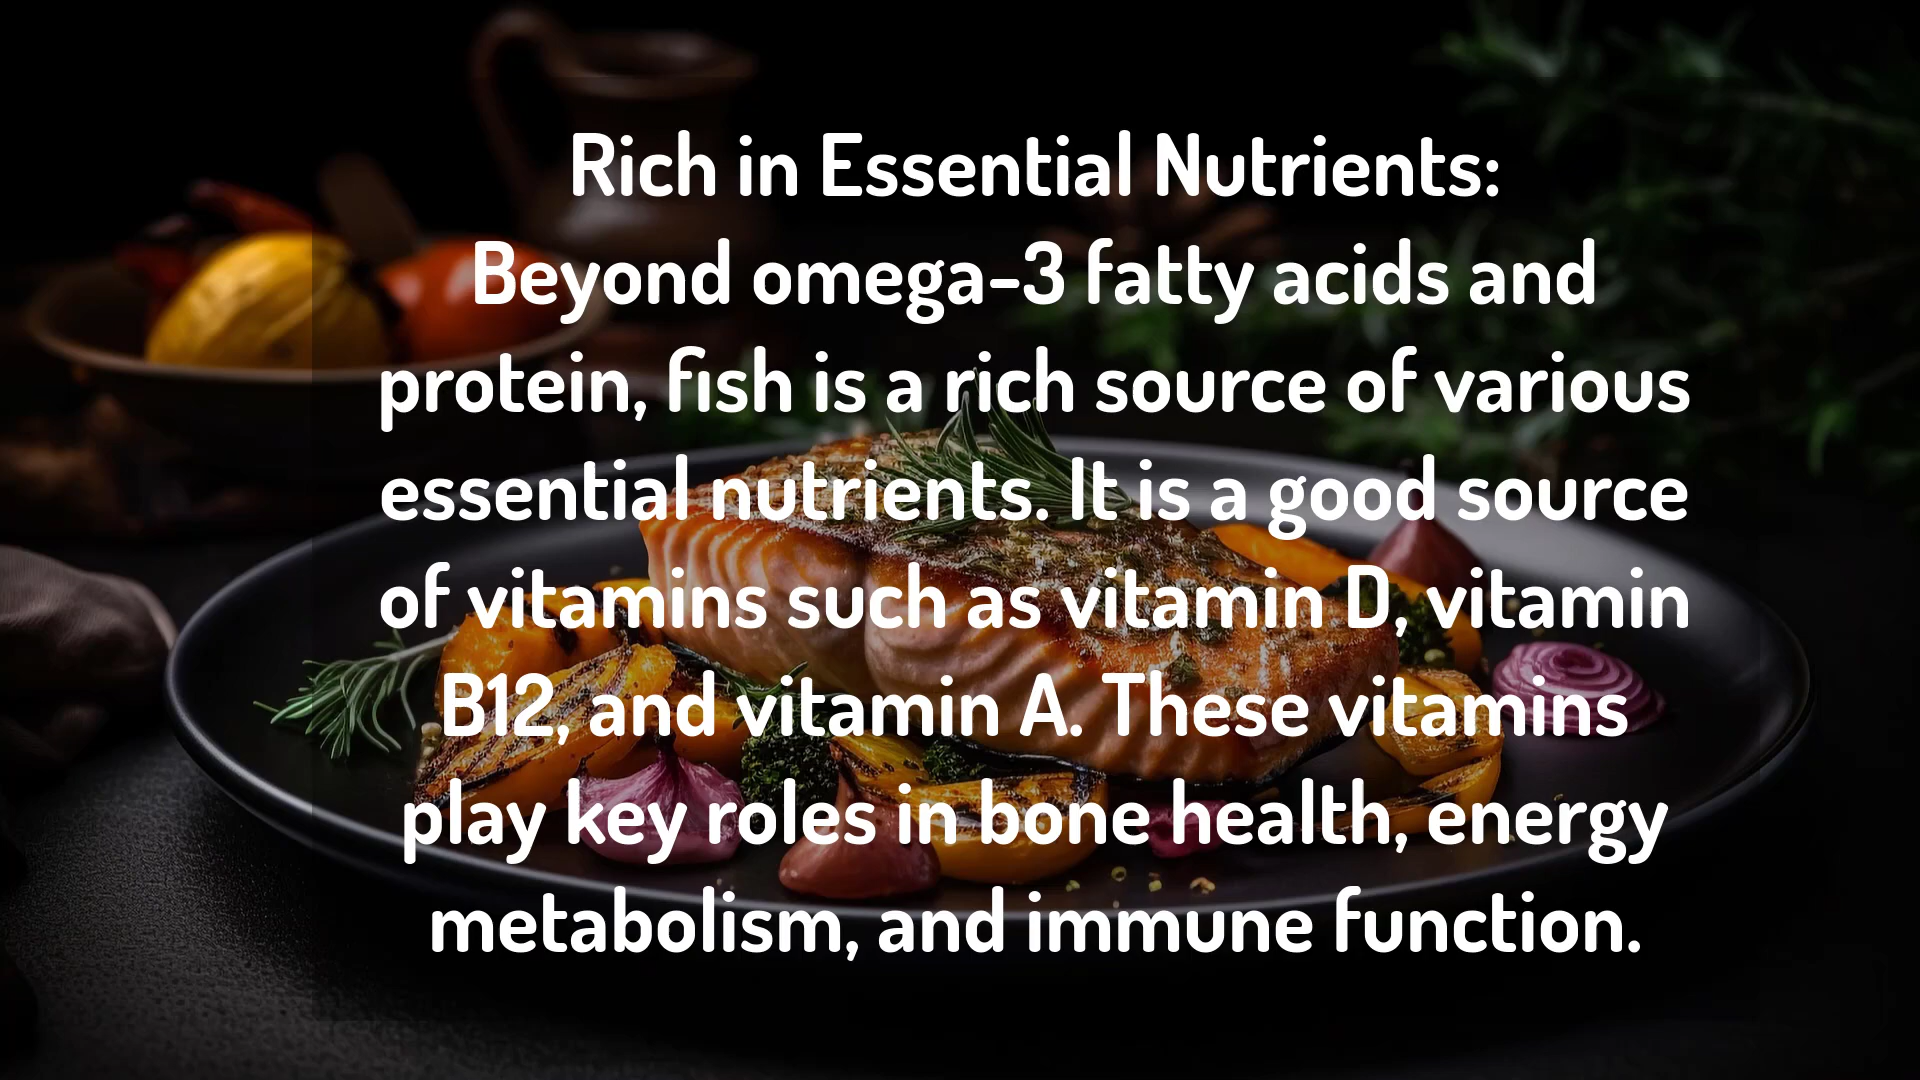 Rich in Essential Nutrients:
Beyond omega-3 fatty acids and
protein, fish is a rich source of various
essential nutrients. It is a good source
of vitamins such as vitamin D, vitamin
B12, and vitamin A. These vitamins
play key roles in bone health, energy
metabolism, and immune function.